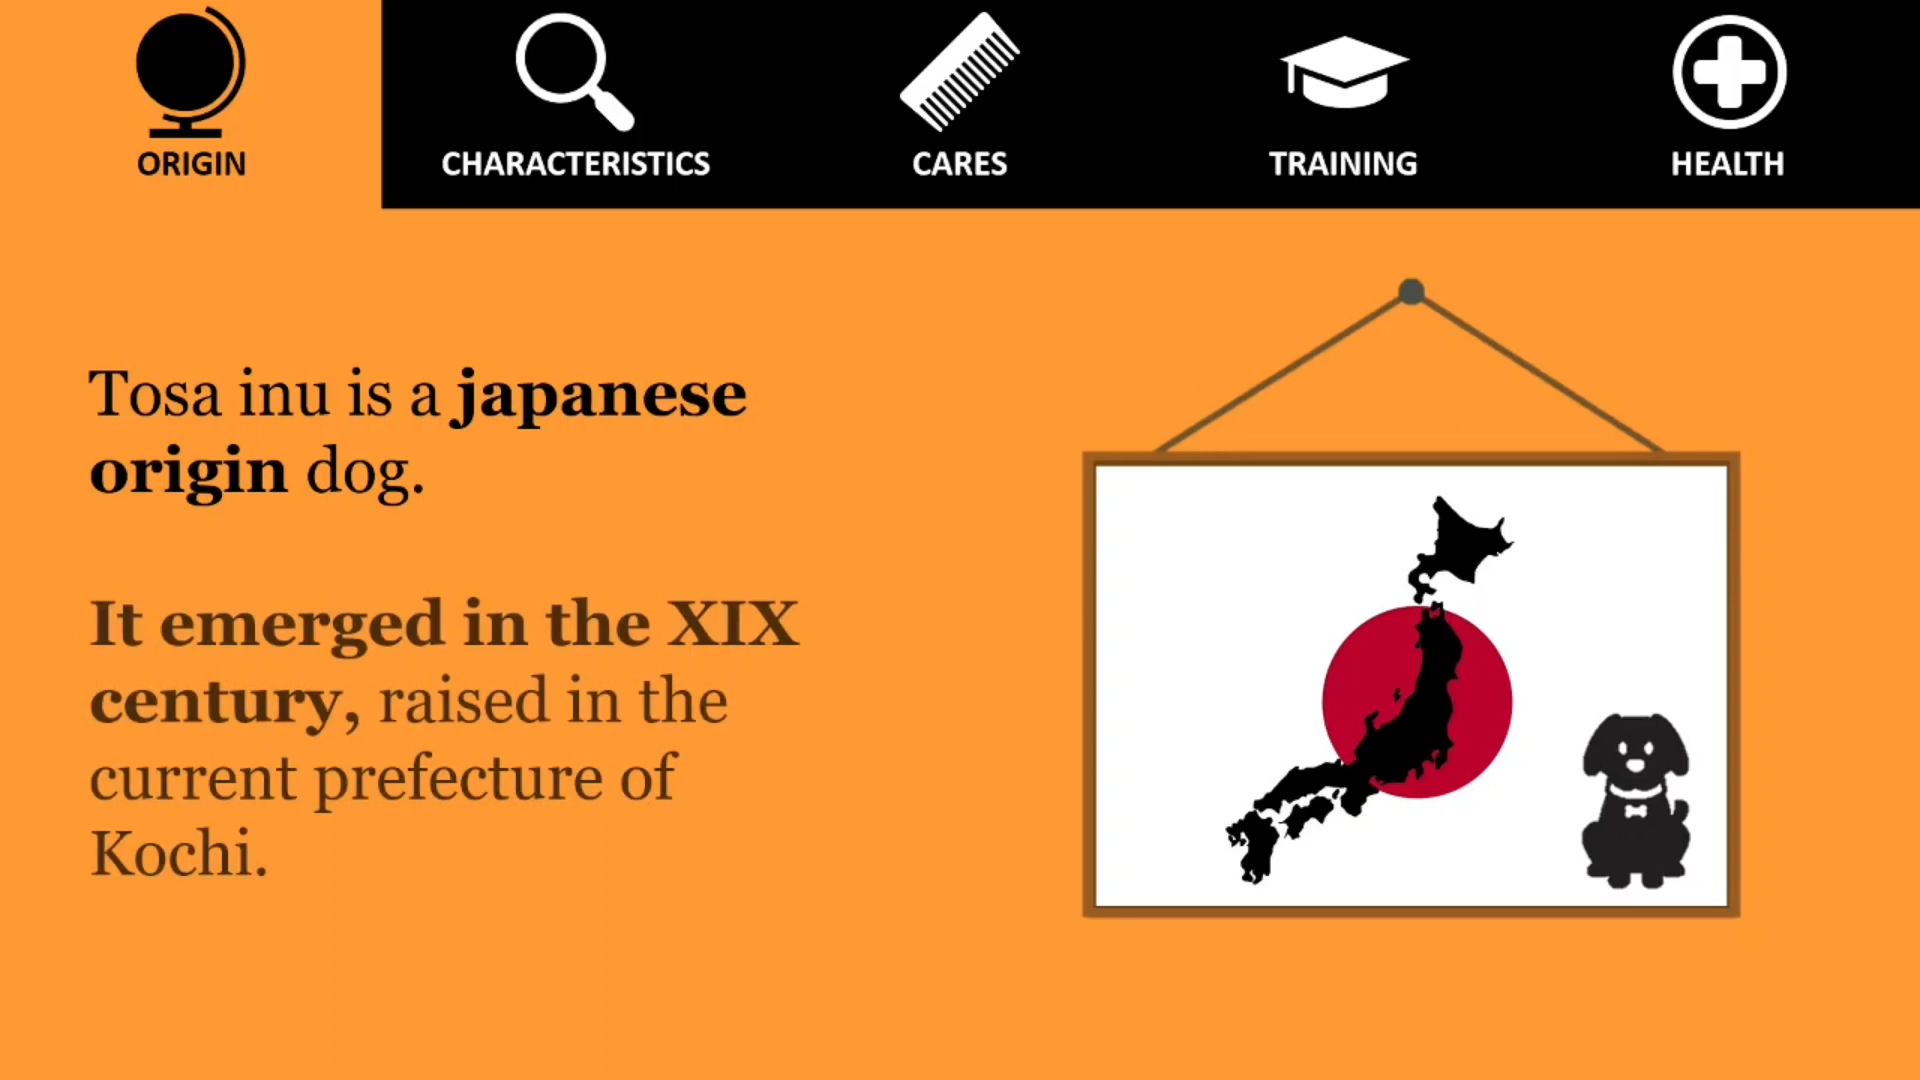 ORIGIN
CHARACTERISTICS
CARES
TRAINING
HEALTH
Tosa inu is a japanese
origin dog.
It emerged in the XIX
century, raised in the
current prefecture of
Kochi.